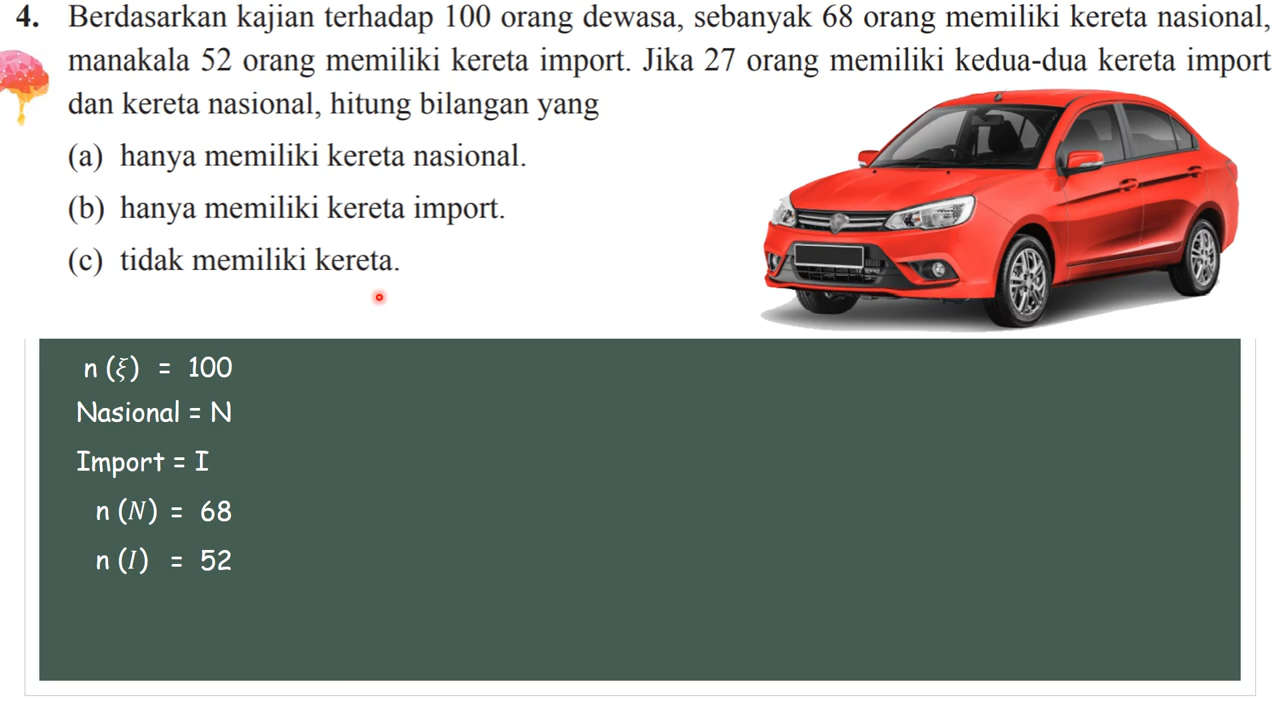 4. Berdasarkan kajian terhadap 100 orang dewasa, sebanyak 68 orang memiliki kereta nasional,
manakala 52 orang memiliki kereta import. Jika 27 orang memiliki kedua-dua kereta import
dan kereta nasional, hitung bilangan yang
(a) hanya memiliki kereta nasional.
(b) hanya memiliki kereta import.
(c) tidak memiliki kereta.
n (ξ) = 100
Nasional = N
Import = I
n (N) = 68
n (I) = 52